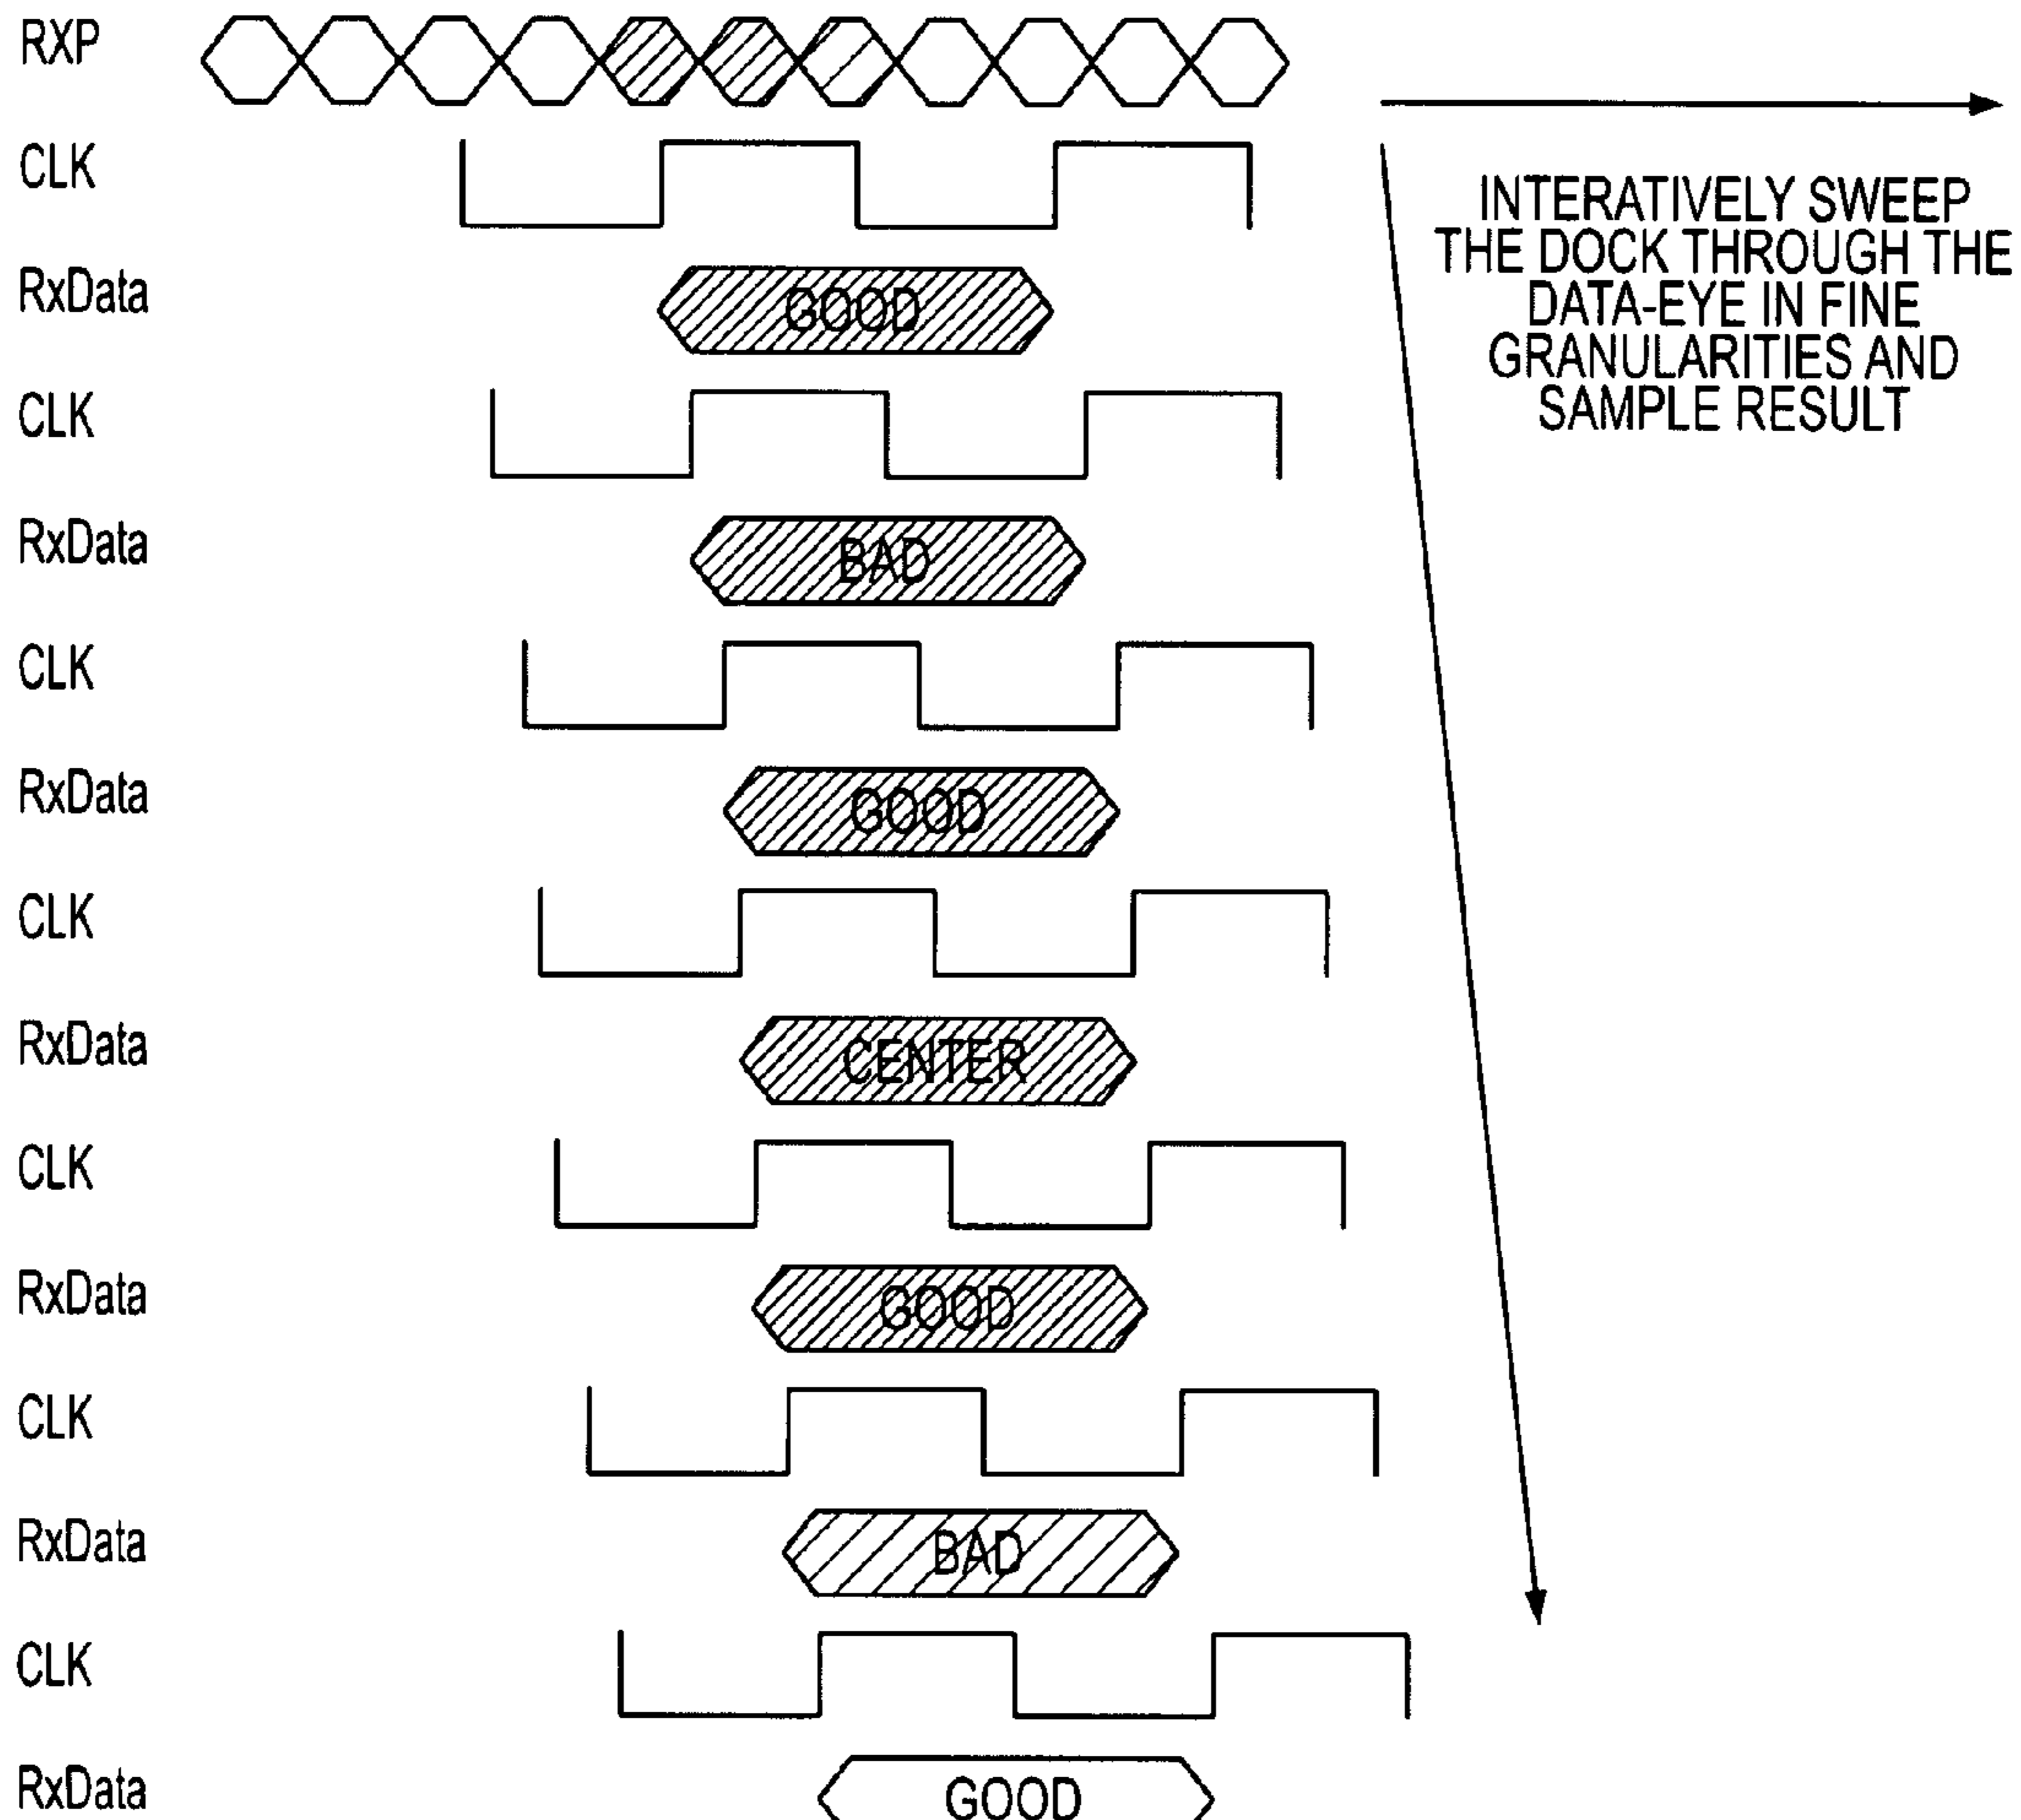 RXP
CLK
INTERATIVELY SWEEP
THE DOCK THROUGH THE
DATA-EYE IN FINE
GRANULARITIES AND
SAMPLE RESULT
RxData
GOOD
CLK
RxData
BAD
CLK
RxData
GOOD
CLK
RxData
CENTER
CLK
RxData
GOOD
CLK
RxData
BAD
CLK
RxData
GOOD